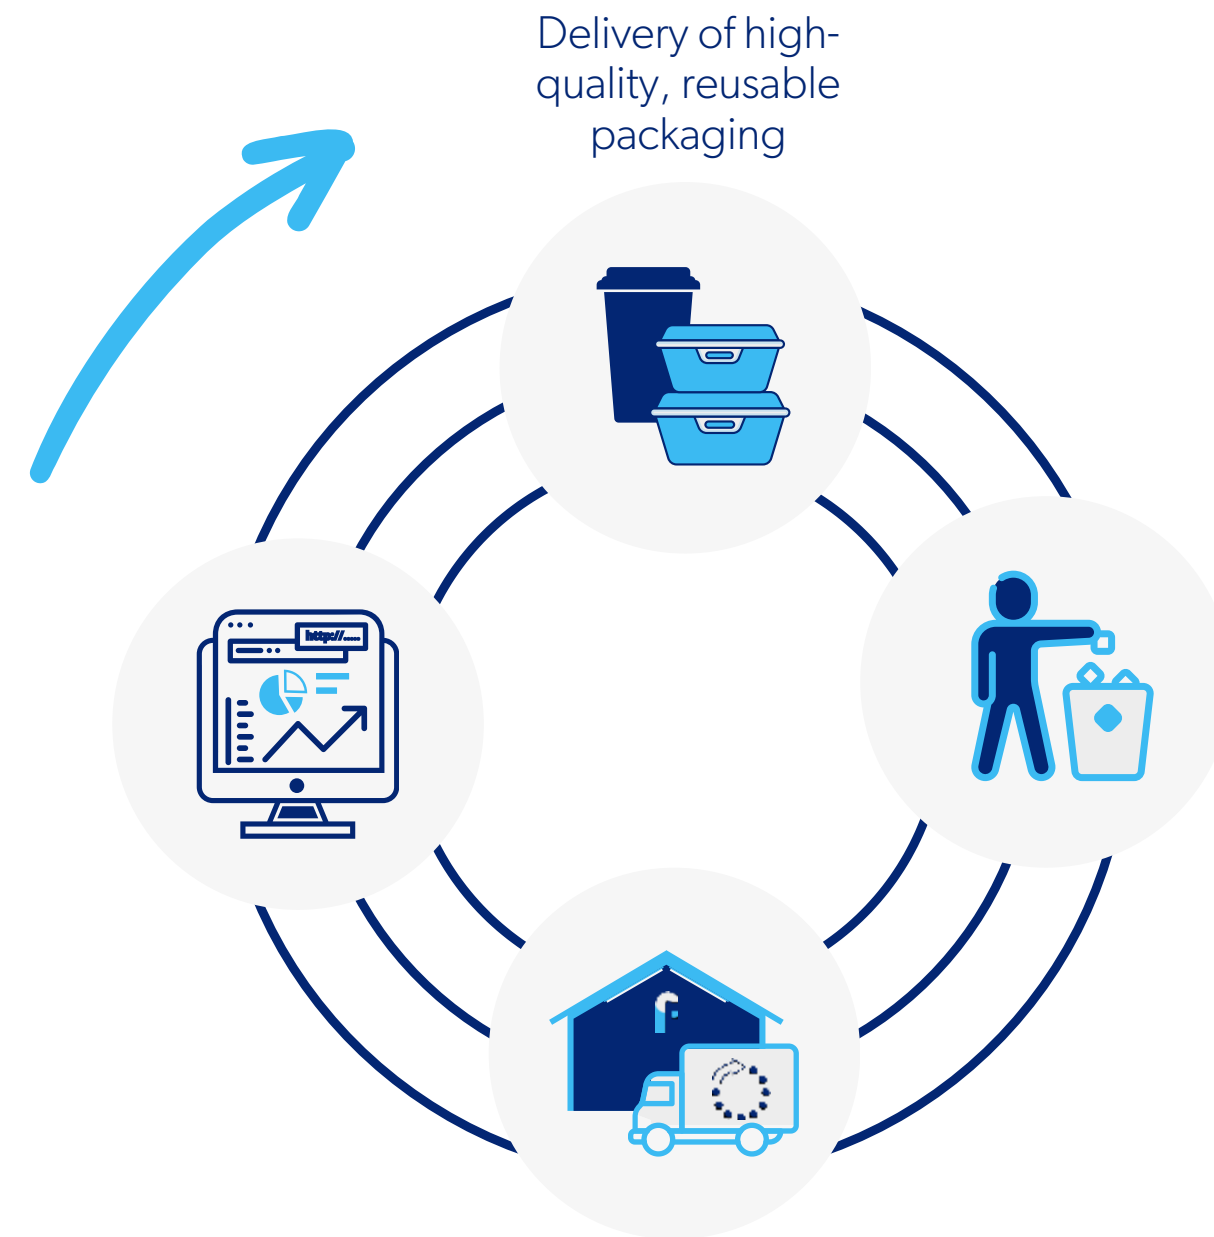 Delivery of high-
quality, reusable
packaging
http://.....